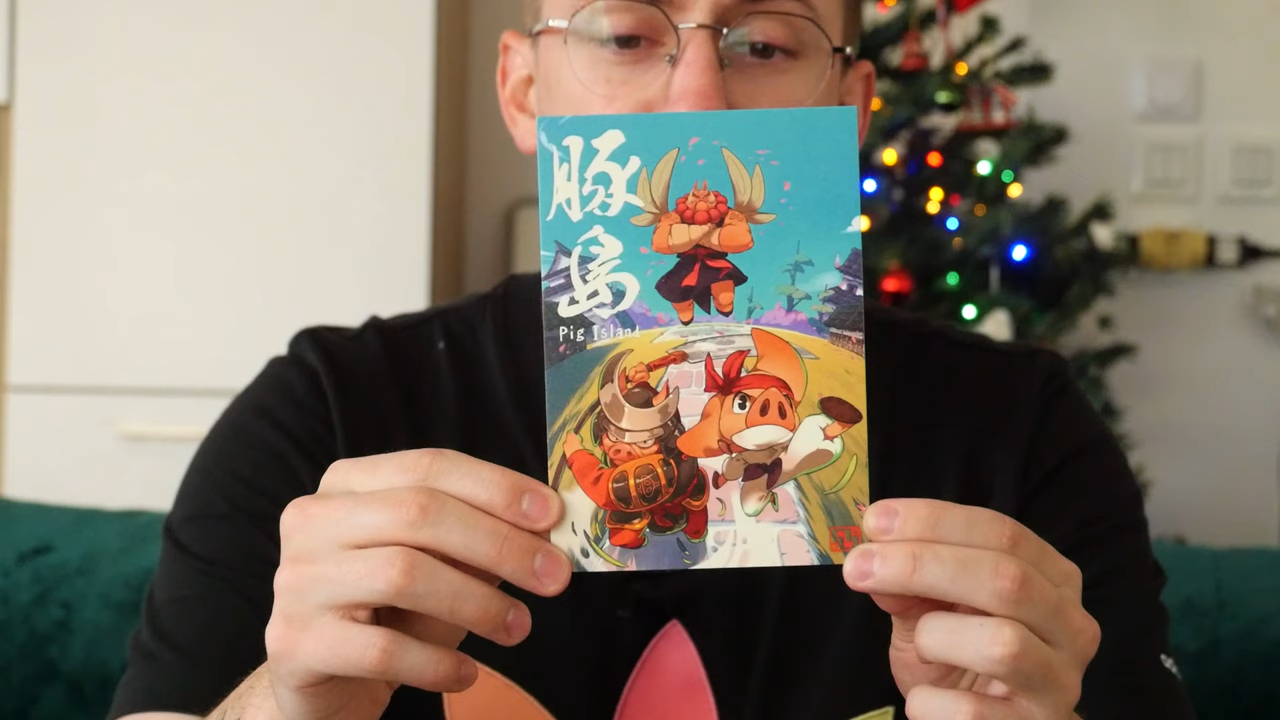 豚
島
Pig Island